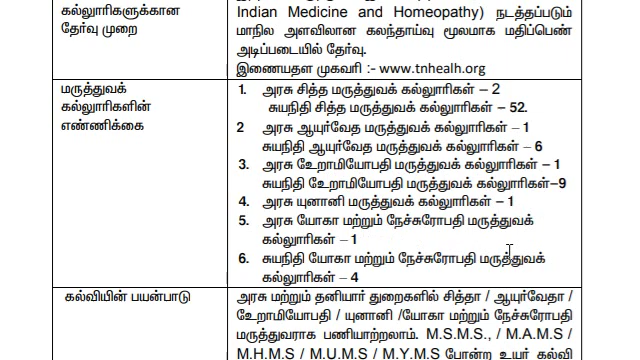 கல்லூரிகளுக்கான
தேர்வு முறை
Indian Medicine and Homeopathy) நடத்தப்படும்
மாநில அளவிலான கலந்தாய்வு மூலமாக மதிப்பெண்
அடிப்படையில் தேர்வு.
இணையதள முகவரி :- www.tnhealh.org
மருத்துவக்
கல்லூரிகளின்
எண்ணிக்கை
1. அரசு சித்த மருத்துவக் கல்லூரிகள் – 2
சுயநிதி சித்த மருத்துவக் கல்லூரிகள் – 52.
2 அரசு ஆயுர்வேத மருத்துவக் கல்லூரிகள் – 1
சுயநிதி ஆயுர்வேத மருத்துவக் கல்லூரிகள் – 6
3. அரசு உேறாமியோபதி மருத்துவக் கல்லூரிகள் – 1
சுயநிதி உேறாமியோபதி மருத்துவக் கல்லூரிகள்–9
4. அரசு யுனானி மருத்துவக் கல்லூரிகள் – 1
5. அரசு யோகா மற்றும் நேச்சுரோபதி மருத்துவக்
கல்லூரிகள் – 1
6. சுயநிதி யோகா மற்றும் நேச்சுரோபதி மருத்துவக்
கல்லூரிகள் – 4
கல்வியின் பயன்பாடு
அரசு மற்றும் தனியார் துறைகளில் சித்தா / ஆயுர்வேதா /
உேறாமியோபதி / யுனானி /யோகா மற்றும் நேச்சுரோபதி
மருத்துவராக பணியாற்றலாம். M.S.M.S., / M.A.M.S /
M.H.M.S / M.U.M.S / M.Y.M.S போன்ற உயர் கல்வி